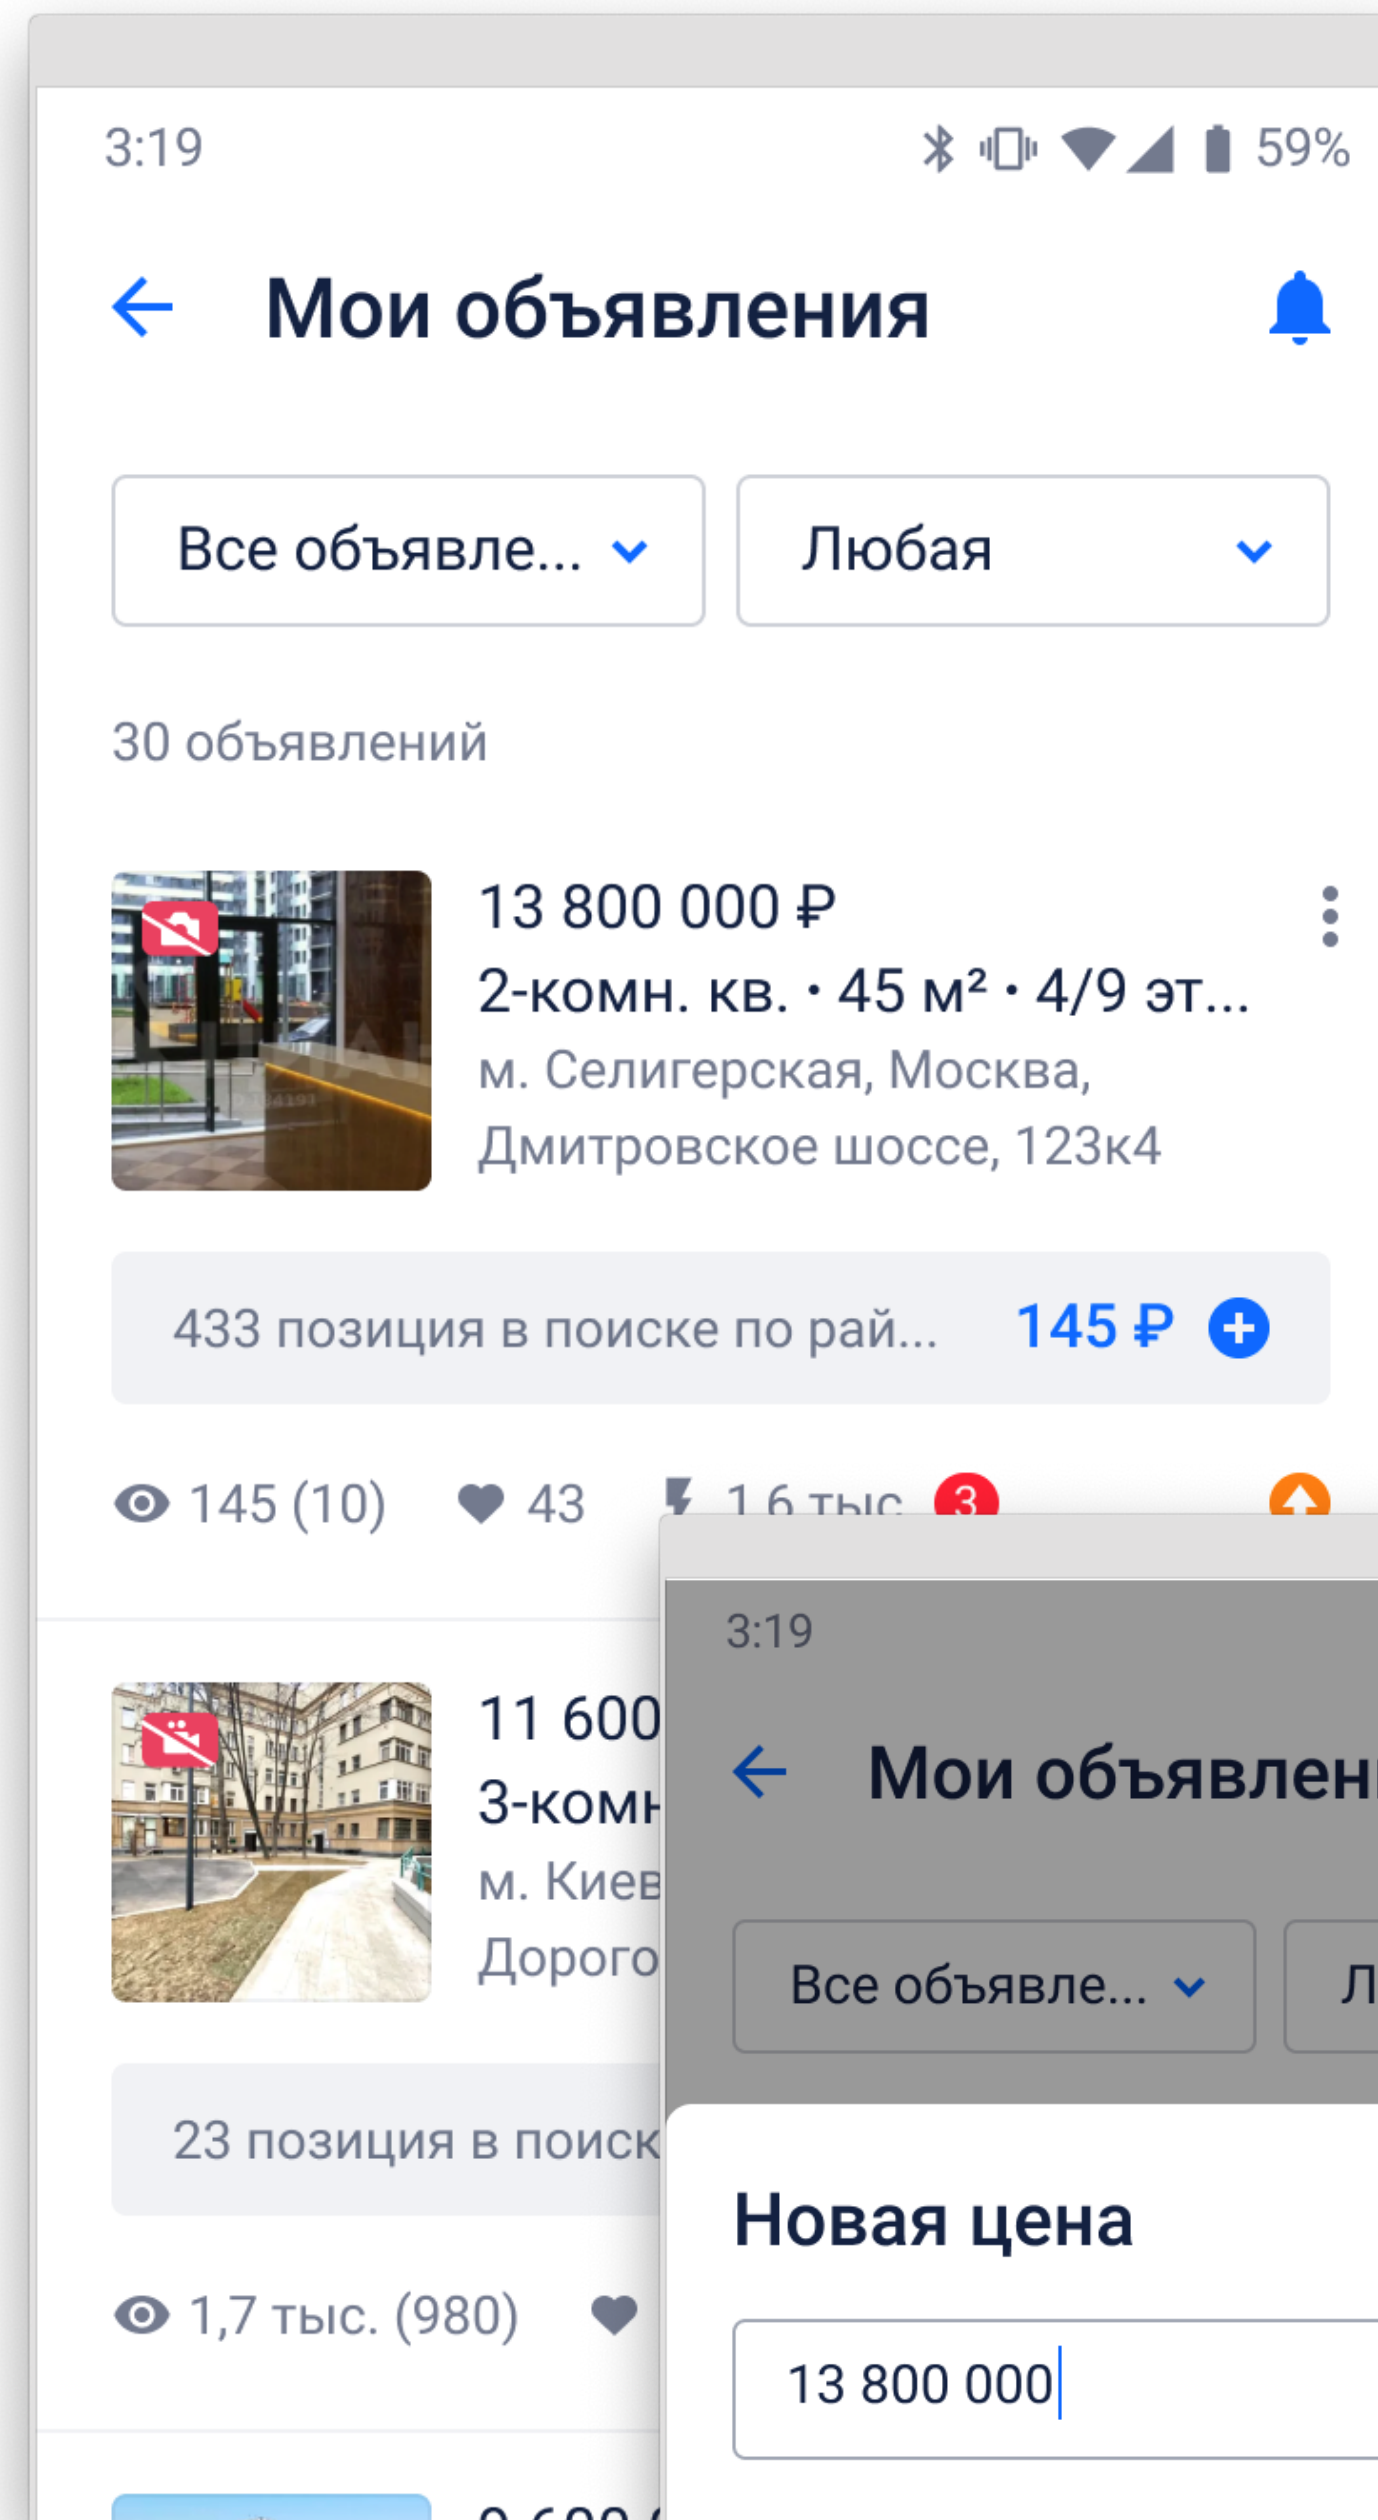 3:19
59%
Мои объявления
Все объявле...
Любая
30 объявлений
13 800 000 ₽
2-комн. кв. · 45 м² · 4/9 эт...
м. Селигерская, Москва,
Дмитровское шоссе, 123к4
433 позиция в поиске по рай...
145 ₽
145 (10)
43
3
11 600
3-комн
м. Киев
Дорого
23 позиция в поиск
1,7 тыс. (980)
3:19
Мои объявлен
Все объявле...
Л
Новая цена
13 800 000